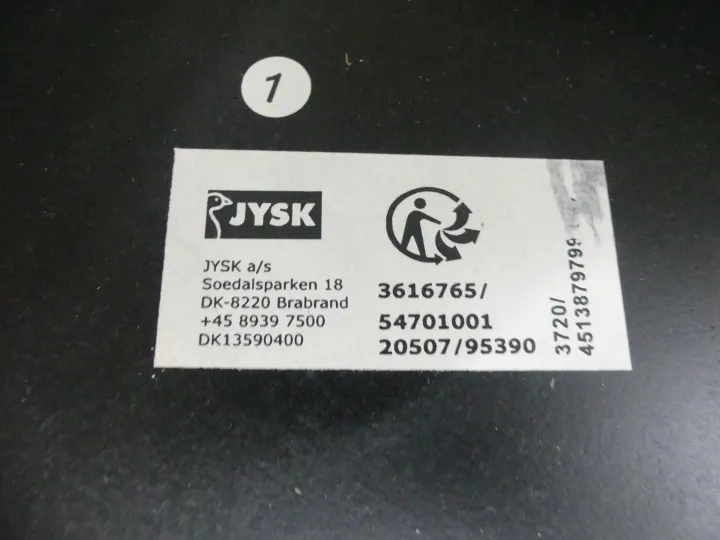 1
JYSK
JYSK a/s
Soedalsparken 18
DK-8220 Brabrand
+45 8939 7500
DK13590400
3616765/
54701001
20507/95390
3720/
4513879799